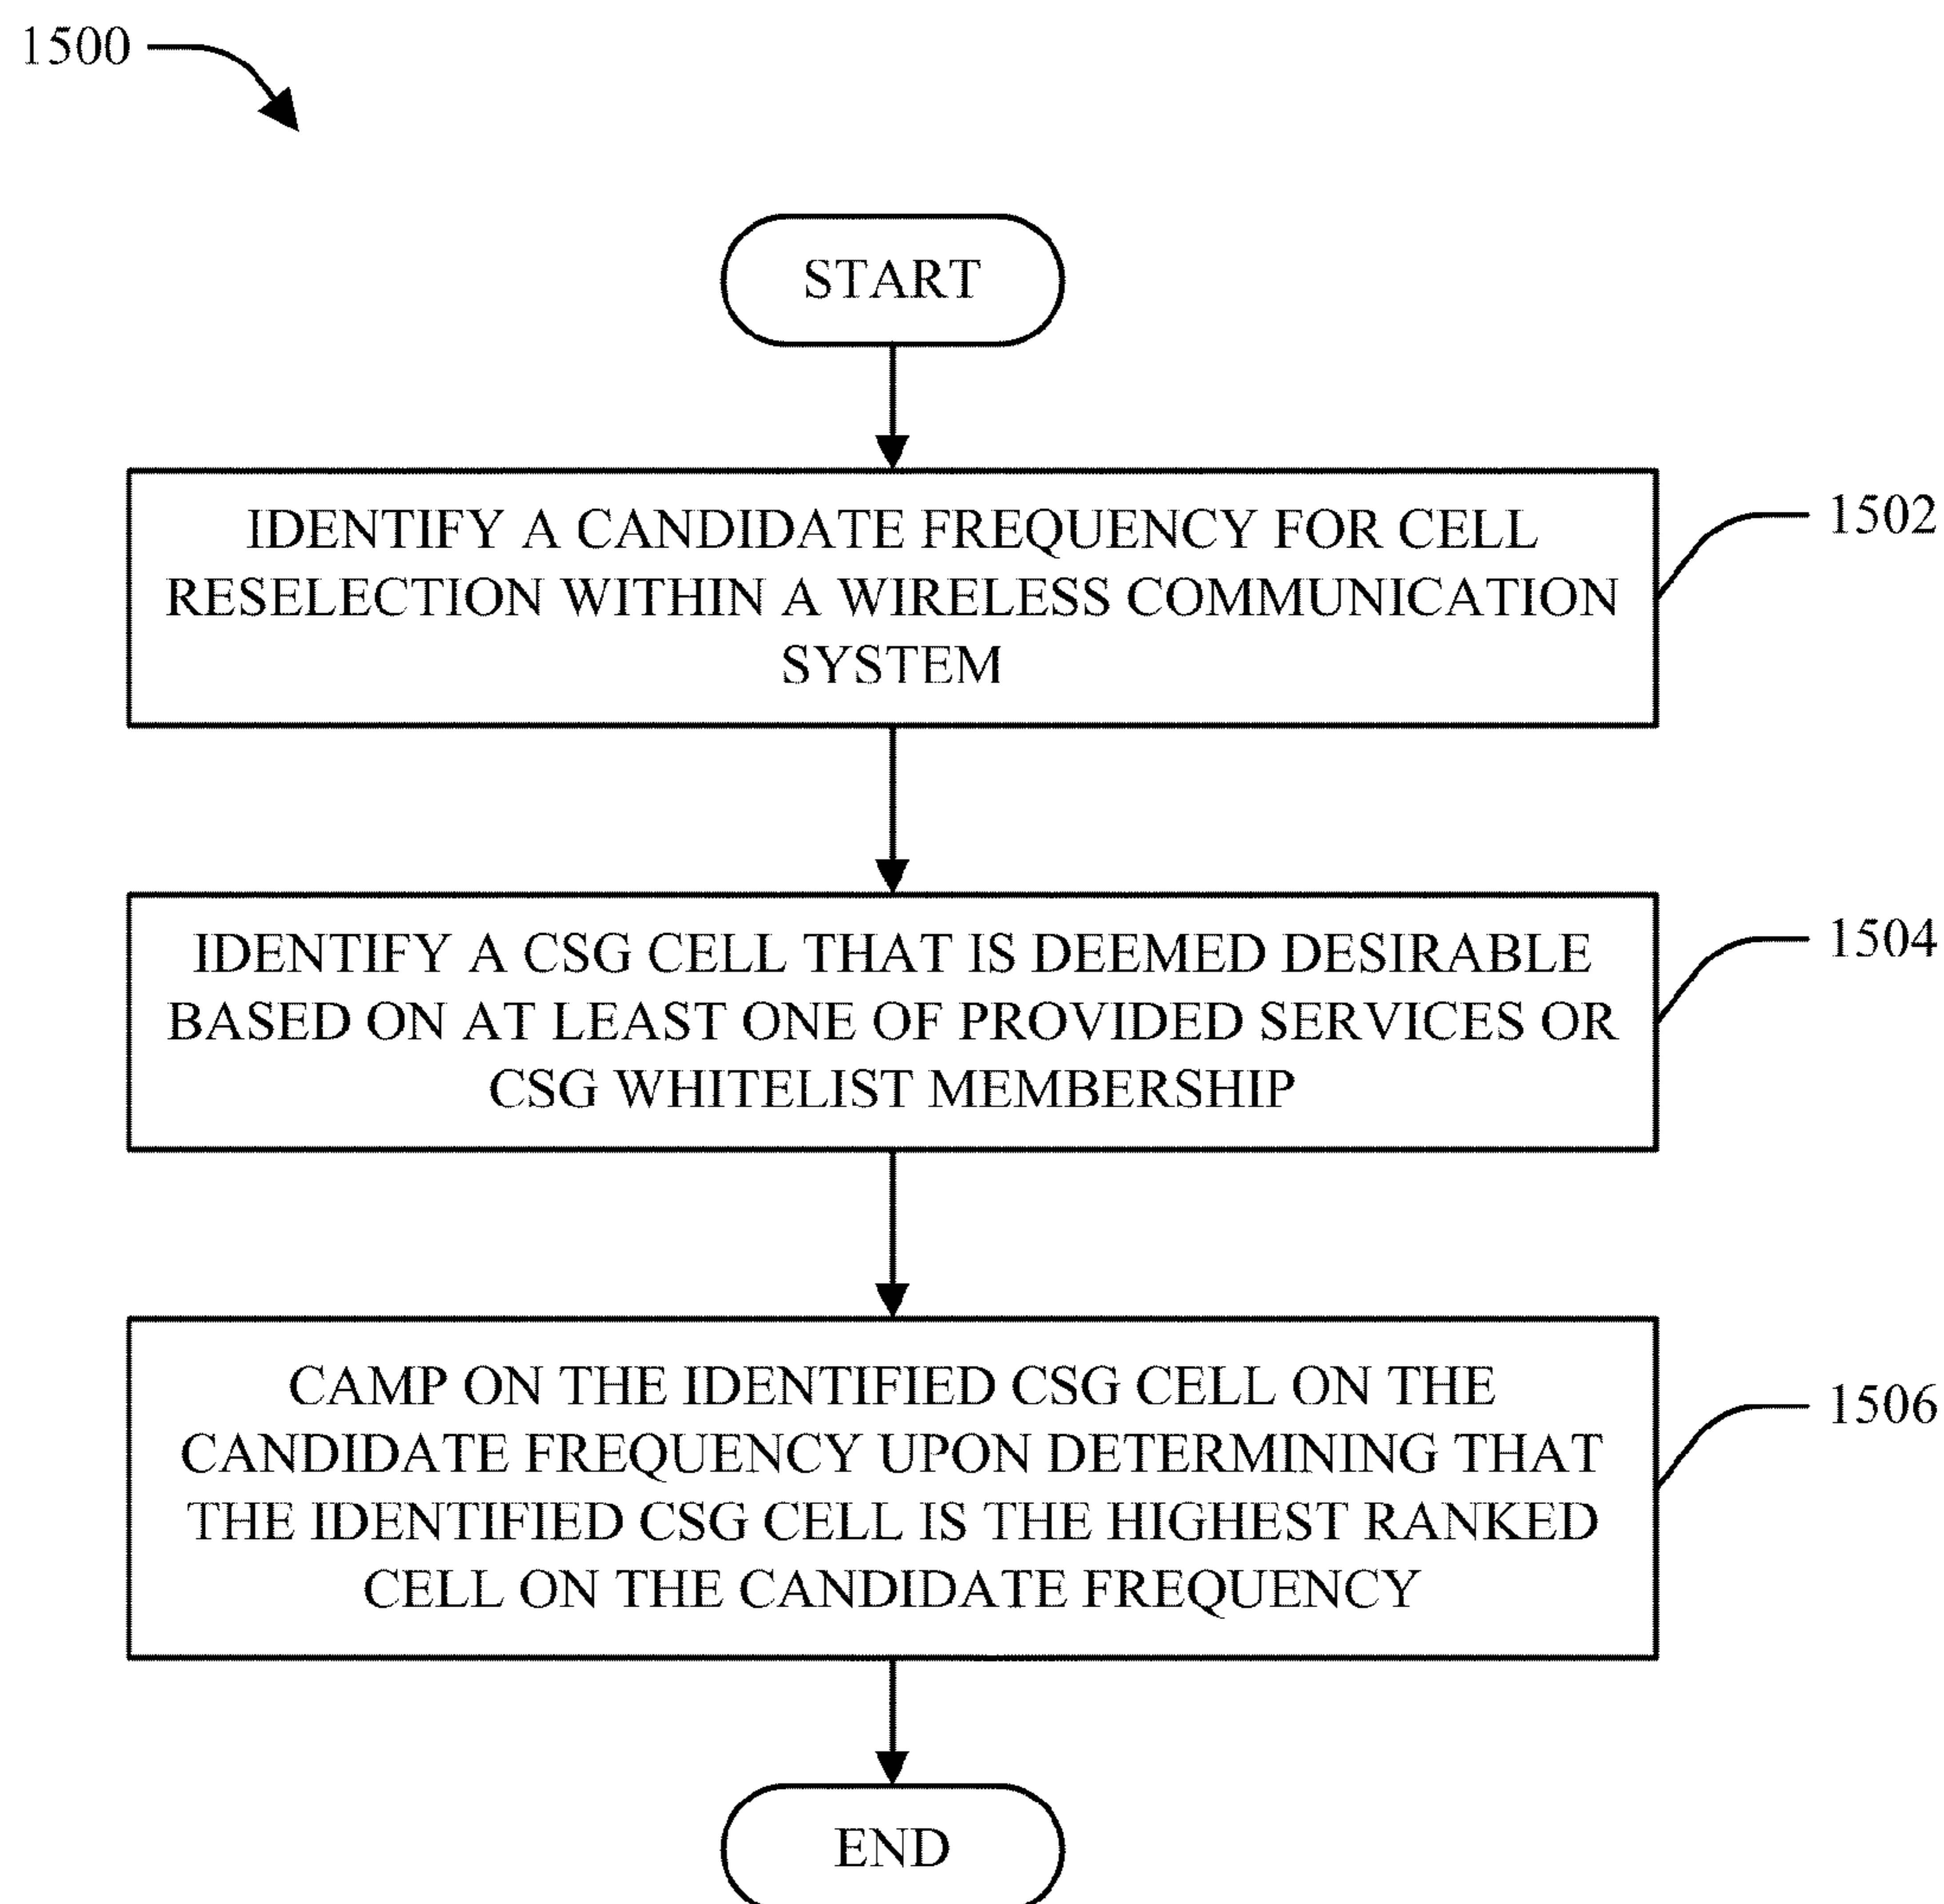 1500
START
IDENTIFY A CANDIDATE FREQUENCY FOR CELL
RESELECTION WITHIN A WIRELESS COMMUNICATION
SYSTEM
1502
IDENTIFY A CSG CELL THAT IS DEEMED DESIRABLE
BASED ON AT LEAST ONE OF PROVIDED SERVICES OR
CSG WHITELIST MEMBERSHIP
1504
CAMP ON THE IDENTIFIED CSG CELL ON THE
CANDIDATE FREQUENCY UPON DETERMINING THAT
THE IDENTIFIED CSG CELL IS THE HIGHEST RANKED
CELL ON THE CANDIDATE FREQUENCY
1506
END